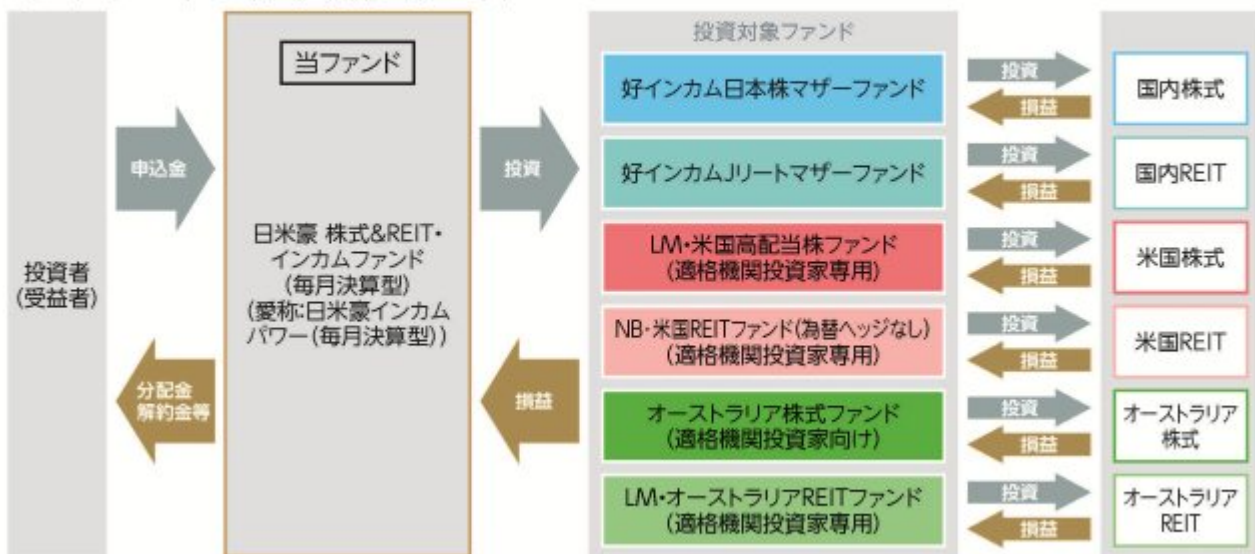 投資者
(受益者)
申込金
分配金
解約金等
当ファンド
日米豪 株式&REIT・
インカムファンド
(毎月決算型)
(愛称:日米豪インカム
パワー(毎月決算型))
投資
損益
投資対象ファンド
好インカム日本株マザーファンド
投資
損益
国内株式
好インカムJリートマザーファンド
投資
損益
国内REIT
LM・米国高配当株ファンド
(適格機関投資家専用)
投資
損益
米国株式
NB・米国REITファンド(為替ヘッジなし)
(適格機関投資家専用)
投資
損益
米国REIT
オーストラリア株式ファンド
(適格機関投資家向け)
投資
損益
オーストラリア
株式
LM・オーストラリアREITファンド
(適格機関投資家専用)
投資
損益
オーストラリア
REIT